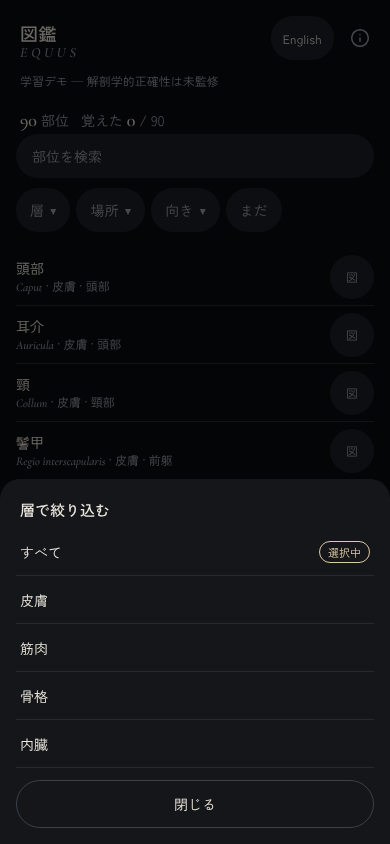 図鑑
EQUUS
English
学習デモ — 解剖学的正確性は未監修
90 部位 覚えた 0 / 90
部位を検索
層 ▾
場所 ▾
向き ▾
まだ
頭部
Caput · 皮膚 · 頭部
図
耳介
Auricula · 皮膚 · 頭部
図
頸
Collum · 皮膚 · 頸部
図
鬐甲
Regio interscapularis · 皮膚 · 前躯
図
層で絞り込む
すべて
選択中
皮膚
筋肉
骨格
内臓
閉じる